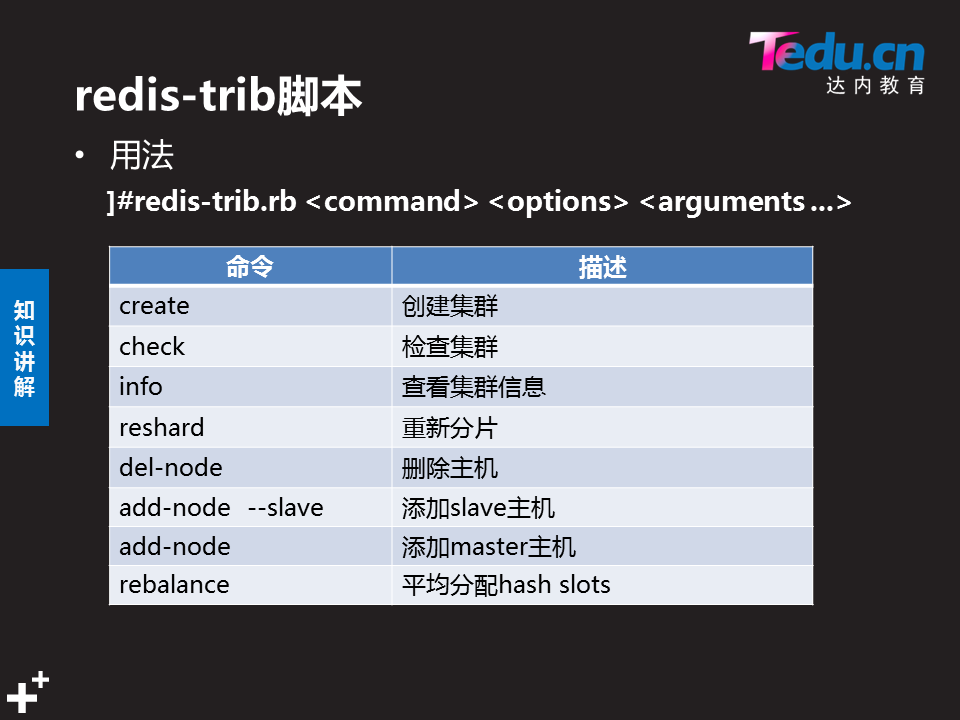 Tedu.cn
达内教育
redis-trib脚本
• 用法
]#redis-trib.rb <command> <options> <arguments ...>
知识讲解
命令 描述
create 创建集群
check 检查集群
info 查看集群信息
reshard 重新分片
del-node 删除主机
add-node --slave 添加slave主机
add-node 添加master主机
rebalance 平均分配hash slots